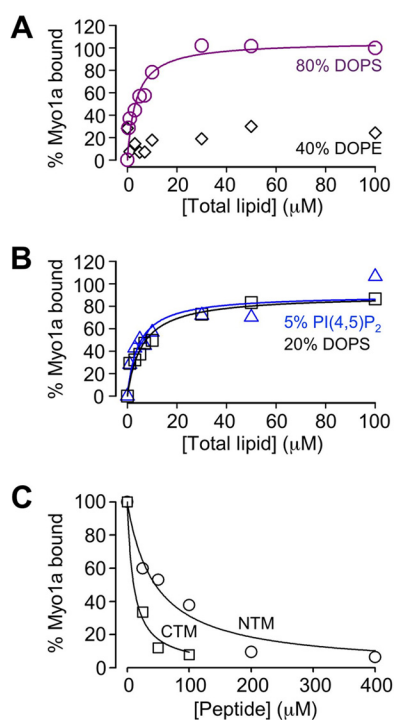 A
% Myo1a bound
120
100
80
60
40
20
0
80% DOPS
40% DOPE
0 20 40 60 80 100
[Total lipid] (µM)
B
% Myo1a bound
120
100
80
60
40
20
0
5% PI(4,5)P₂
20% DOPS
0 20 40 60 80 100
[Total lipid] (µM)
C
% Myo1a bound
100
80
60
40
20
0
CTM NTM
0 100 200 300 400
[Peptide] (µM)